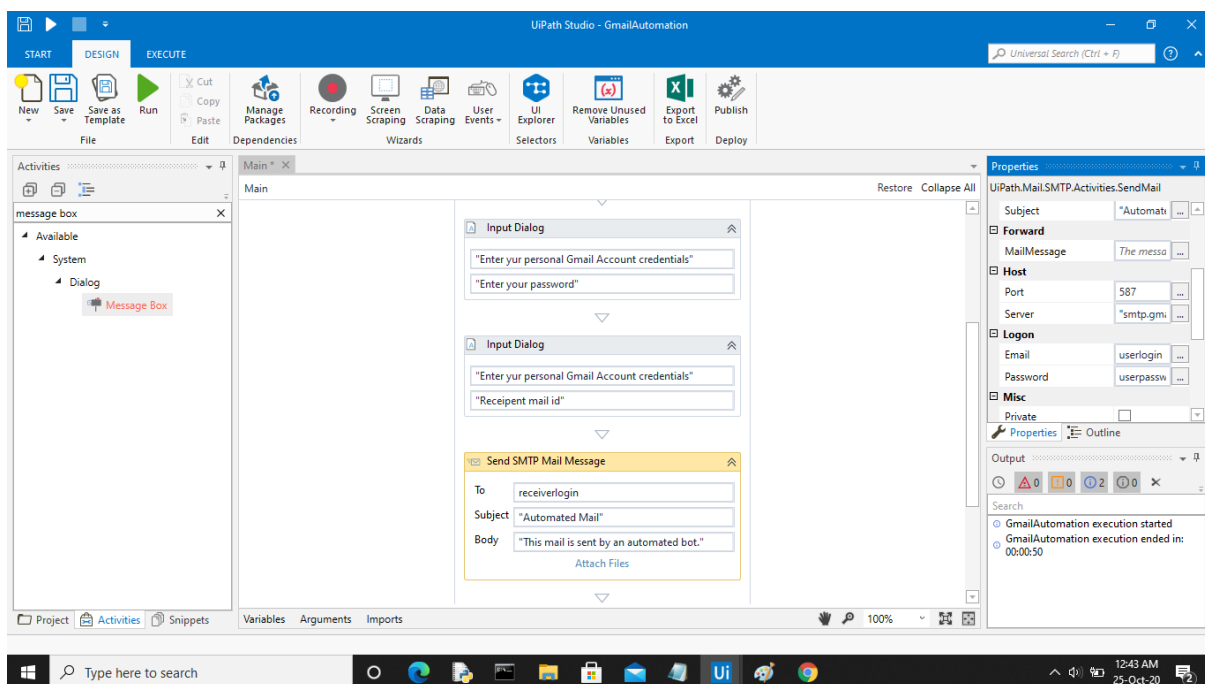 UiPath Studio - GmailAutomation
START DESIGN EXECUTE
Universal Search (Ctrl + F)
New Save Save as Template Run
Cut
Copy
Paste
Manage Packages
Recording
Screen Scraping
Data Scraping
User Events
UI Explorer
Remove Unused Variables
Export to Excel
Publish
File Edit Dependencies Wizards Selectors Variables Export Deploy
Activities
message box
Available
System
Dialog
Message Box
Project Activities Snippets
Main *
Main Restore Collapse All
Input Dialog
"Enter yur personal Gmail Account credentials"
"Enter your password"
Input Dialog
"Enter yur personal Gmail Account credentials"
"Receipent mail id"
Send SMTP Mail Message
To receiverlogin
Subject "Automated Mail"
Body "This mail is sent by an automated bot."
Attach Files
Variables Arguments Imports 100%
Properties
UiPath.Mail.SMTP.Activities.SendMail
Subject "Automate ...
Forward
MailMessage The messa ...
Host
Port 587 ...
Server "smtp.gma ...
Logon
Email userlogin ...
Password userpassw ...
Misc
Private
Properties Outline
Output
0 0 2 0
Search
GmailAutomation execution started
GmailAutomation execution ended in:
00:00:50
Type here to search
Ui
12:43 AM
25-Oct-20
2